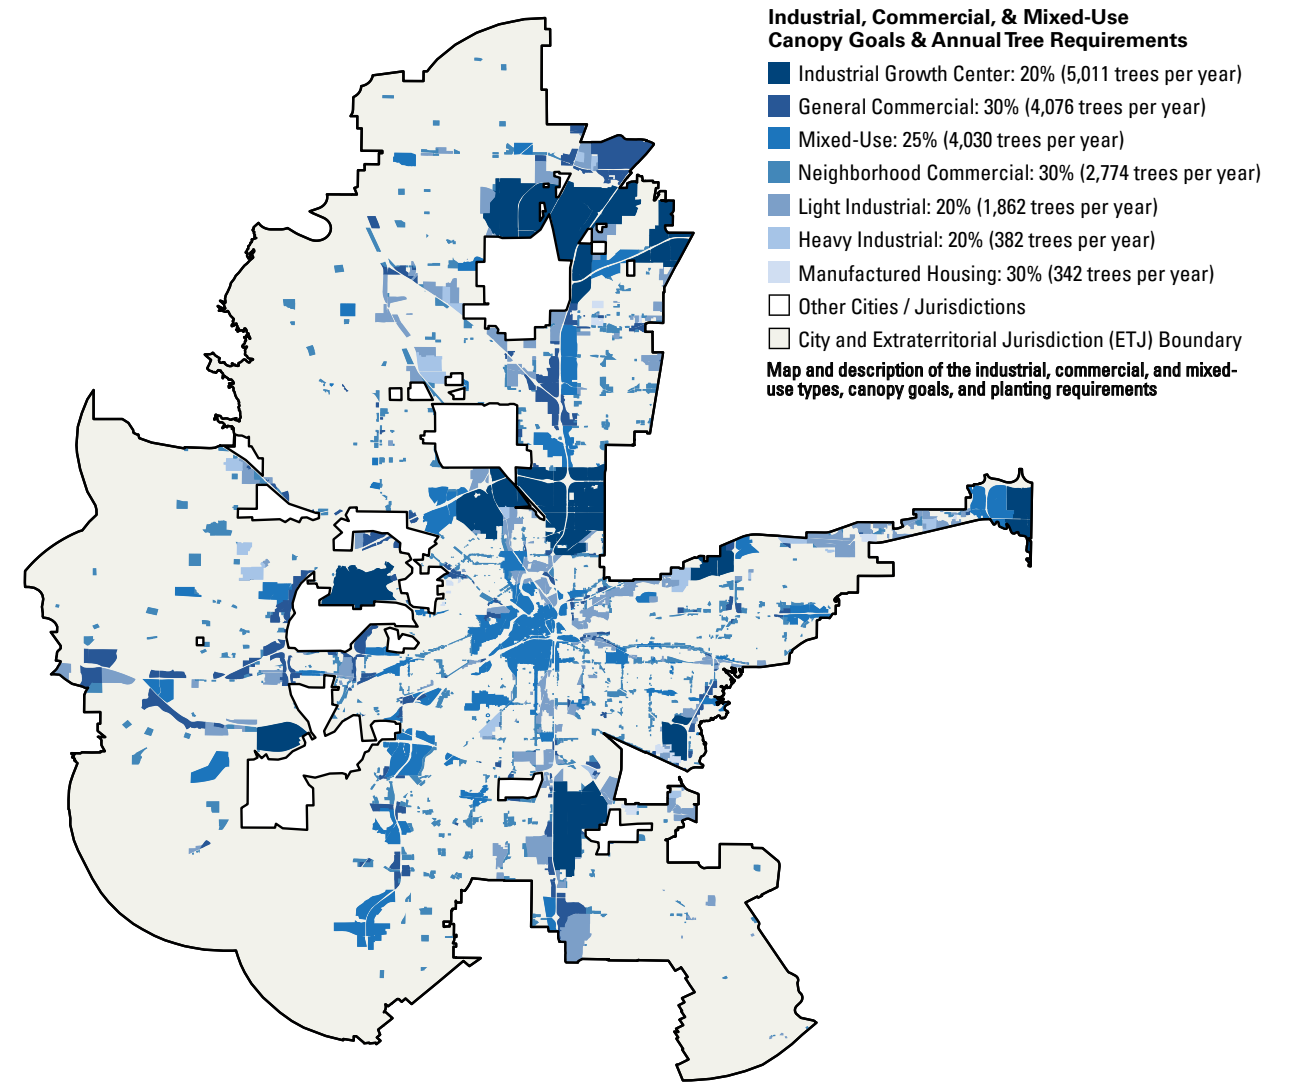 Industrial, Commercial, & Mixed-Use
Canopy Goals & Annual Tree Requirements
Industrial Growth Center: 20% (5,011 trees per year)
General Commercial: 30% (4,076 trees per year)
Mixed-Use: 25% (4,030 trees per year)
Neighborhood Commercial: 30% (2,774 trees per year)
Light Industrial: 20% (1,862 trees per year)
Heavy Industrial: 20% (382 trees per year)
Manufactured Housing: 30% (342 trees per year)
Other Cities / Jurisdictions
City and Extraterritorial Jurisdiction (ETJ) Boundary
Map and description of the industrial, commercial, and mixed-
use types, canopy goals, and planting requirements